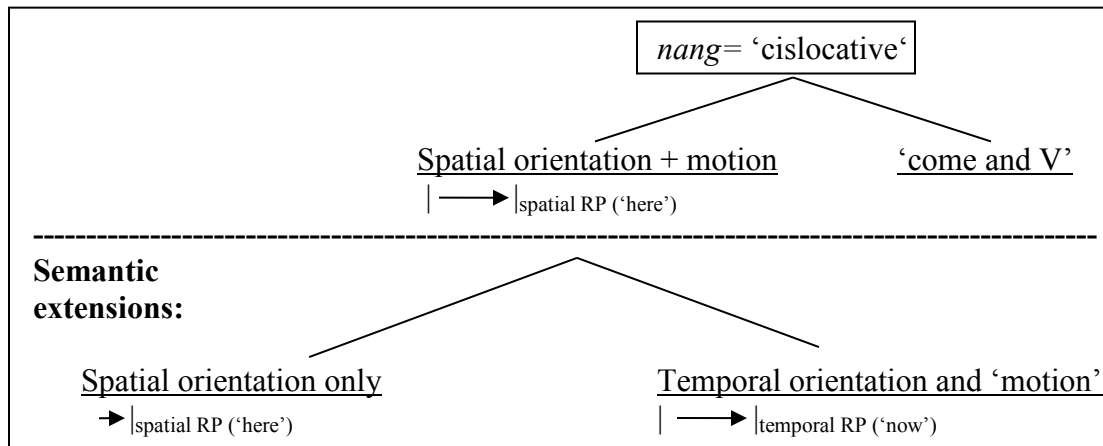 nang= ‘cislocative‘
Spatial orientation + motion ‘come and V’
spatial RP (‘here’)
Semantic
extensions:
Spatial orientation only Temporal orientation and ‘motion’
spatial RP (‘here’) temporal RP (‘now’)